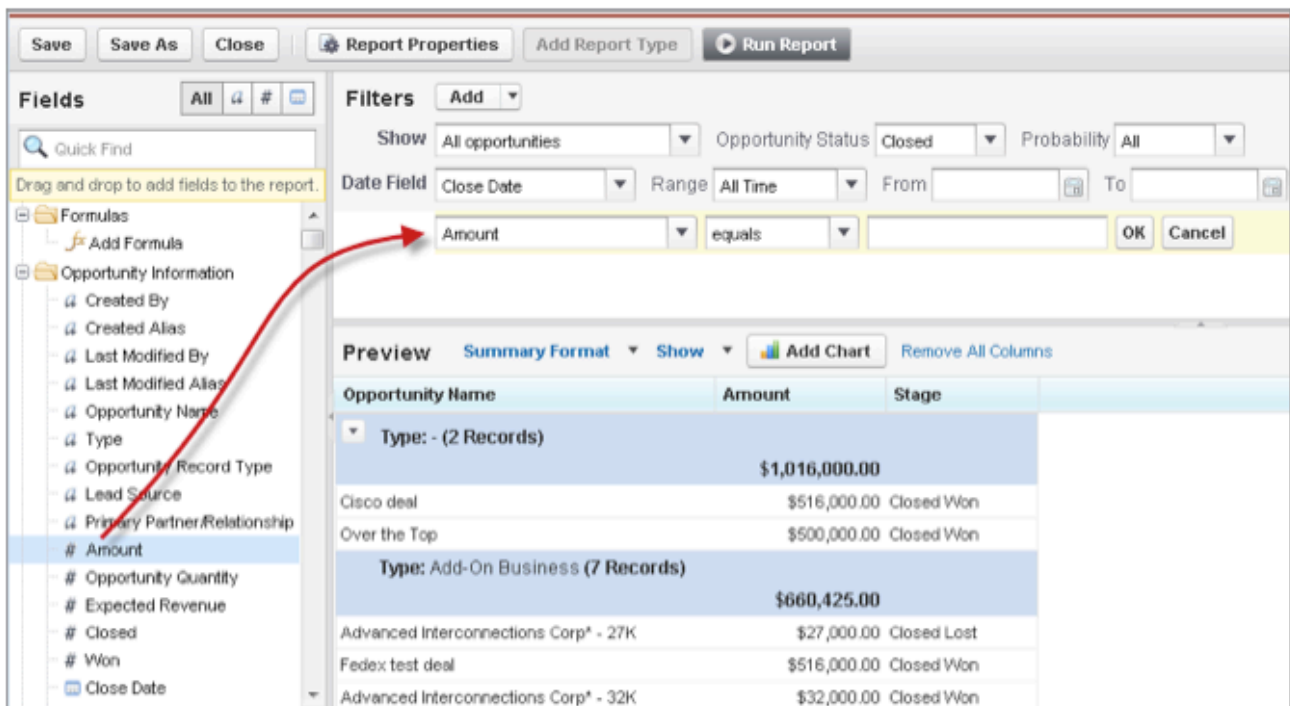 Save Save As Close Report Properties Add Report Type Run Report
Fields All a # Filters Add
Quick Find
Show All opportunities Opportunity Status Closed Probability All
Drag and drop to add fields to the report.
Date Field Close Date Range All Time From To
Amount equals OK Cancel
Formulas
Add Formula
Opportunity Information
a Created By
a Created Alias
a Last Modified By
a Last Modified Alias
a Opportunity Name
a Type
a Opportunity Record Type
a Lead Source
a Primary Partner/Relationship
# Amount
# Opportunity Quantity
# Expected Revenue
# Closed
# Won
Close Date
Preview Summary Format Show Add Chart Remove All Columns
Opportunity Name Amount Stage
Type: - (2 Records)
$1,016,000.00
Cisco deal $516,000.00 Closed Won
Over the Top $500,000.00 Closed Won
Type: Add-On Business (7 Records)
$660,425.00
Advanced Interconnections Corp* - 27K $27,000.00 Closed Lost
Fedex test deal $516,000.00 Closed Won
Advanced Interconnections Corp* - 32K $32,000.00 Closed Won